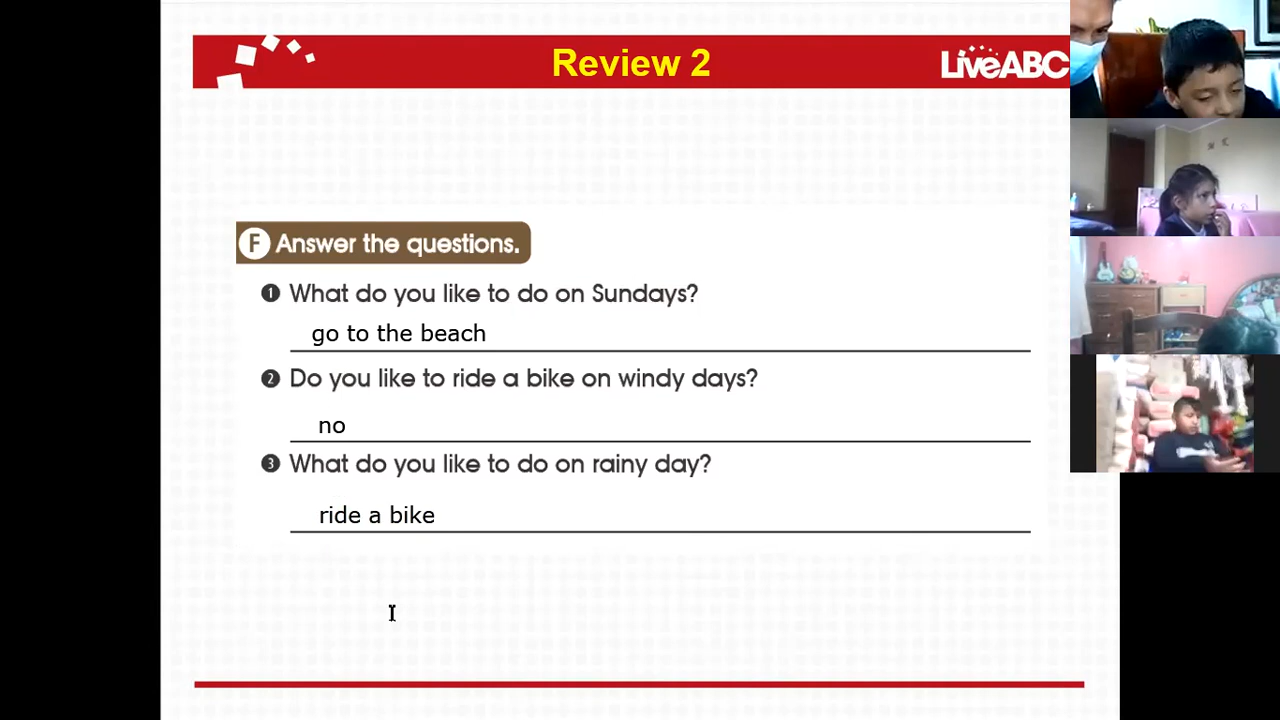 Review 2
LiveABC
F Answer the questions.
1 What do you like to do on Sundays?
go to the beach
2 Do you like to ride a bike on windy days?
no
3 What do you like to do on rainy day?
ride a bike